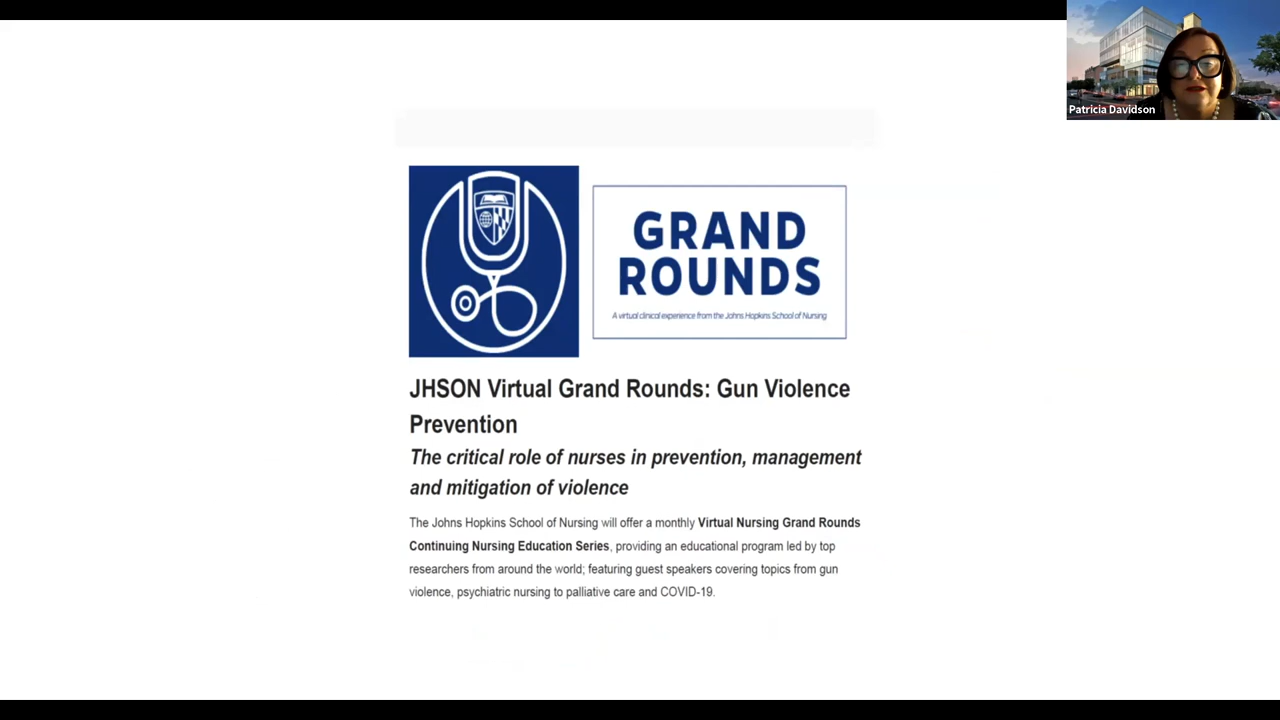 Patricia Davidson
GRAND
ROUNDS
A virtual clinical experience from the Johns Hopkins School of Nursing
JHSON Virtual Grand Rounds: Gun Violence
Prevention
The critical role of nurses in prevention, management
and mitigation of violence
The Johns Hopkins School of Nursing will offer a monthly Virtual Nursing Grand Rounds
Continuing Nursing Education Series, providing an educational program led by top
researchers from around the world; featuring guest speakers covering topics from gun
violence, psychiatric nursing to palliative care and COVID-19.